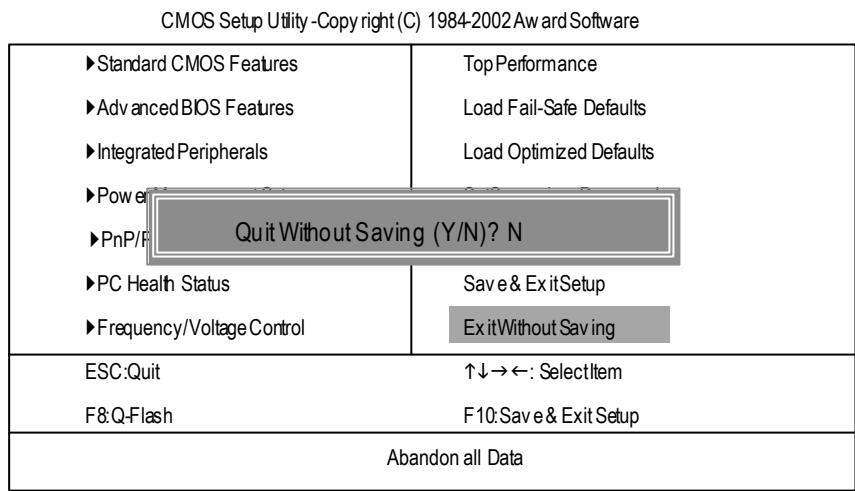 CMOS Setup Utility-Copyright (C) 1984-2002 Award Software
▶Standard CMOS Features Top Performance
▶Advanced BIOS Features Load Fail-Safe Defaults
▶Integrated Peripherals Load Optimized Defaults
Quit Without Saving (Y/N)? N
▶PC Health Status Save & Exit Setup
▶Frequency/Voltage Control Exit Without Saving
ESC:Quit ↑↓→←: Select Item
F8:Q-Flash F10:Save & Exit Setup
Abandon all Data